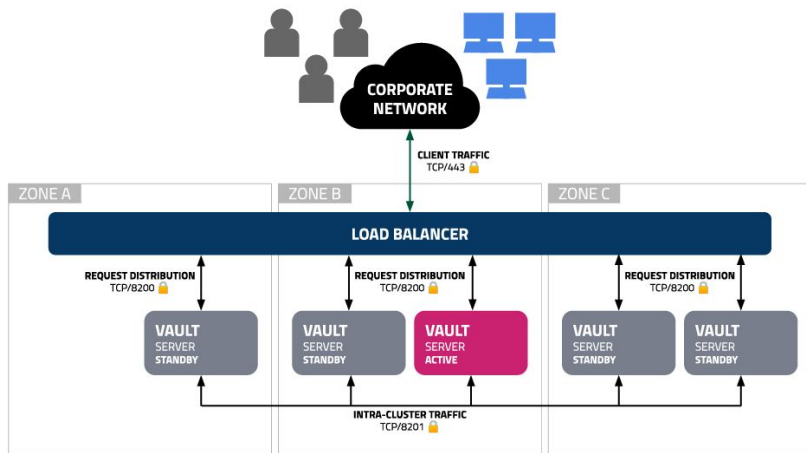 CORPORATE
NETWORK
CLIENT TRAFFIC
TCP/443
ZONE A
ZONE B
ZONE C
LOAD BALANCER
REQUEST DISTRIBUTION
TCP/8200
REQUEST DISTRIBUTION
TCP/8200
REQUEST DISTRIBUTION
TCP/8200
VAULT
SERVER
STANDBY
VAULT
SERVER
STANDBY
VAULT
SERVER
ACTIVE
VAULT
SERVER
STANDBY
VAULT
SERVER
STANDBY
INTRA-CLUSTER TRAFFIC
TCP/8201